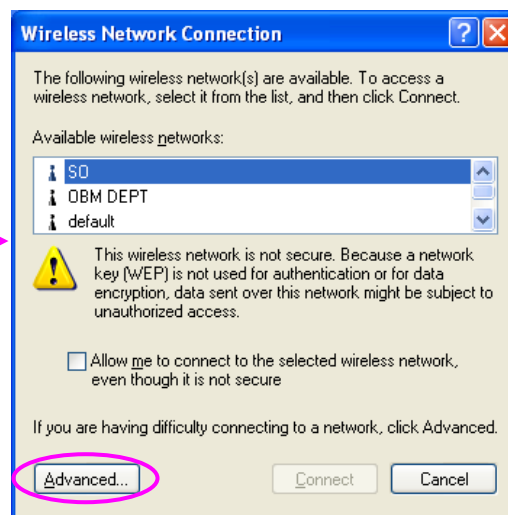 Wireless Network Connection
The following wireless network(s) are available. To access a
wireless network, select it from the list, and then click Connect.
Available wireless networks:
SO
OBM DEPT
default
This wireless network is not secure. Because a network
key (WEP) is not used for authentication or for data
encryption, data sent over this network might be subject to
unauthorized access.
Allow me to connect to the selected wireless network,
even though it is not secure
If you are having difficulty connecting to a network, click Advanced.
Advanced... Connect Cancel